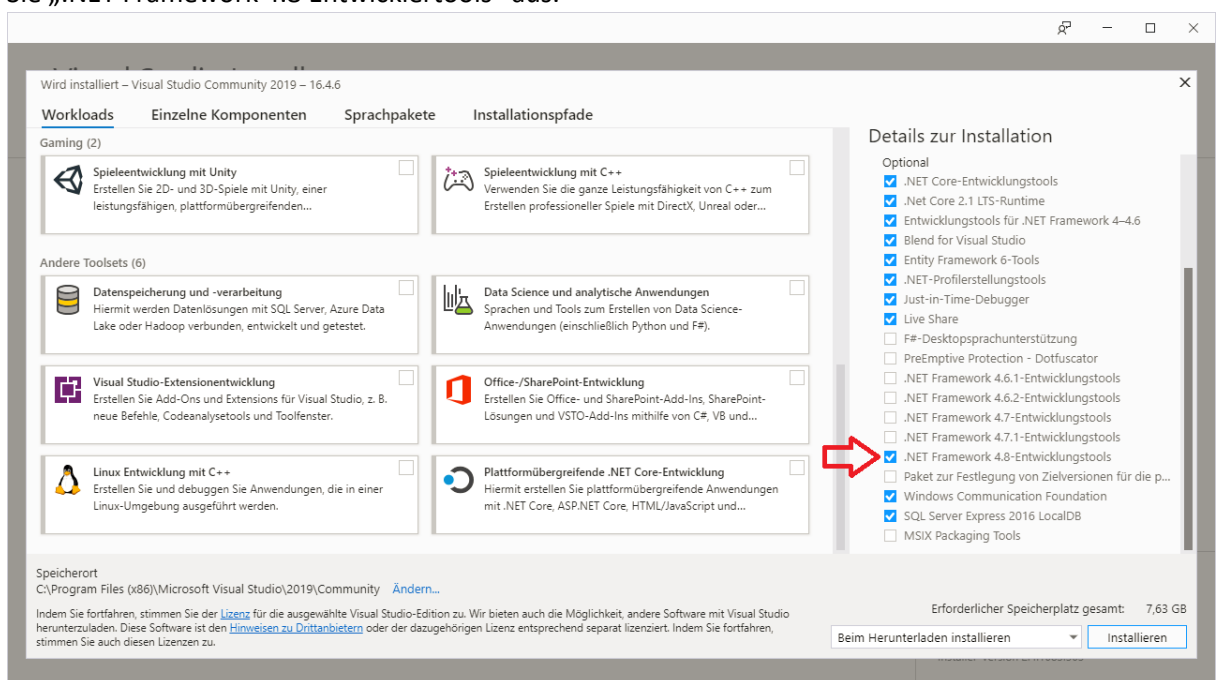 Sie „.NET Framework 4.8 Entwicklertools“ aus.
Wird installiert – Visual Studio Community 2019 – 16.4.6
Workloads Einzelne Komponenten Sprachpakete Installationspfade
Gaming (2)
Spieleentwicklung mit Unity
Erstellen Sie 2D- und 3D-Spiele mit Unity, einer
leistungsfähigen, plattformübergreifenden...
Spieleentwicklung mit C++
Verwenden Sie die ganze Leistungsfähigkeit von C++ zum
Erstellen professioneller Spiele mit DirectX, Unreal oder...
Andere Toolsets (6)
Datenspeicherung und -verarbeitung
Hiermit werden Datenlösungen mit SQL Server, Azure Data
Lake oder Hadoop verbunden, entwickelt und getestet.
Data Science und analytische Anwendungen
Sprachen und Tools zum Erstellen von Data Science-
Anwendungen (einschließlich Python und F#).
Visual Studio-Extensionentwicklung
Erstellen Sie Add-Ons und Extensions für Visual Studio, z. B.
neue Befehle, Codeanalysetools und Toolfenster.
Office-/SharePoint-Entwicklung
Erstellen Sie Office- und SharePoint-Add-Ins, SharePoint-
Lösungen und VSTO-Add-Ins mithilfe von C#, VB und...
Linux Entwicklung mit C++
Erstellen Sie und debuggen Sie Anwendungen, die in einer
Linux-Umgebung ausgeführt werden.
Plattformübergreifende .NET Core-Entwicklung
Hiermit erstellen Sie plattformübergreifende Anwendungen
mit .NET Core, ASP.NET Core, HTML/JavaScript und...
Details zur Installation
Optional
.NET Core-Entwicklungstools
.Net Core 2.1 LTS-Runtime
Entwicklungstools für .NET Framework 4–4.6
Blend for Visual Studio
Entity Framework 6-Tools
.NET-Profilerstellungstools
Just-in-Time-Debugger
Live Share
F#-Desktopsprachunterstützung
PreEmptive Protection - Dotfuscator
.NET Framework 4.6.1-Entwicklungstools
.NET Framework 4.6.2-Entwicklungstools
.NET Framework 4.7-Entwicklungstools
.NET Framework 4.7.1-Entwicklungstools
.NET Framework 4.8-Entwicklungstools
Paket zur Festlegung von Zielversionen für die p...
Windows Communication Foundation
SQL Server Express 2016 LocalDB
MSIX Packaging Tools
Speicherort
C:\Program Files (x86)\Microsoft Visual Studio\2019\Community Ändern...
Indem Sie fortfahren, stimmen Sie der Lizenz für die ausgewählte Visual Studio-Edition zu. Wir bieten auch die Möglichkeit, andere Software mit Visual Studio
herunterzuladen. Diese Software ist den Hinweisen zu Drittanbietern oder der dazugehörigen Lizenz entsprechend separat lizenziert. Indem Sie fortfahren,
stimmen Sie auch diesen Lizenzen zu.
Erforderlicher Speicherplatz gesamt: 7,63 GB
Beim Herunterladen installieren Installieren